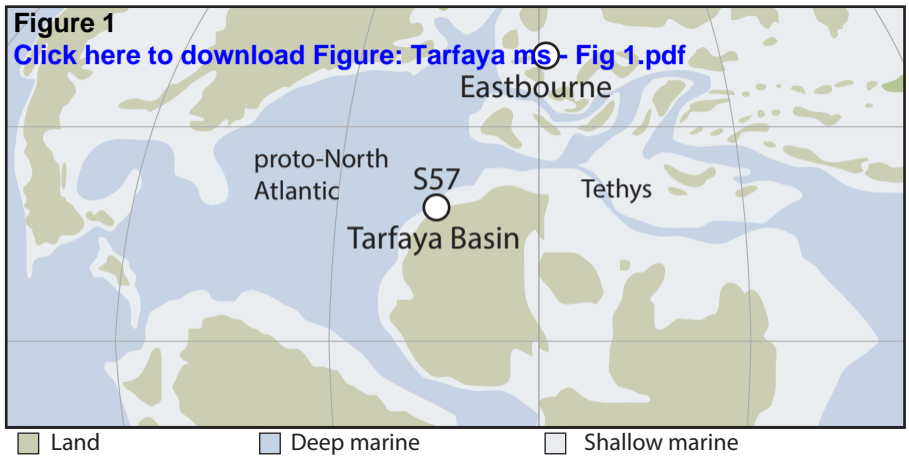 Figure 1
Click here to download Figure: Tarfaya ms - Fig 1.pdf
Eastbourne
proto-North
Atlantic
S57
Tethys
Tarfaya Basin
Land
Deep marine
Shallow marine